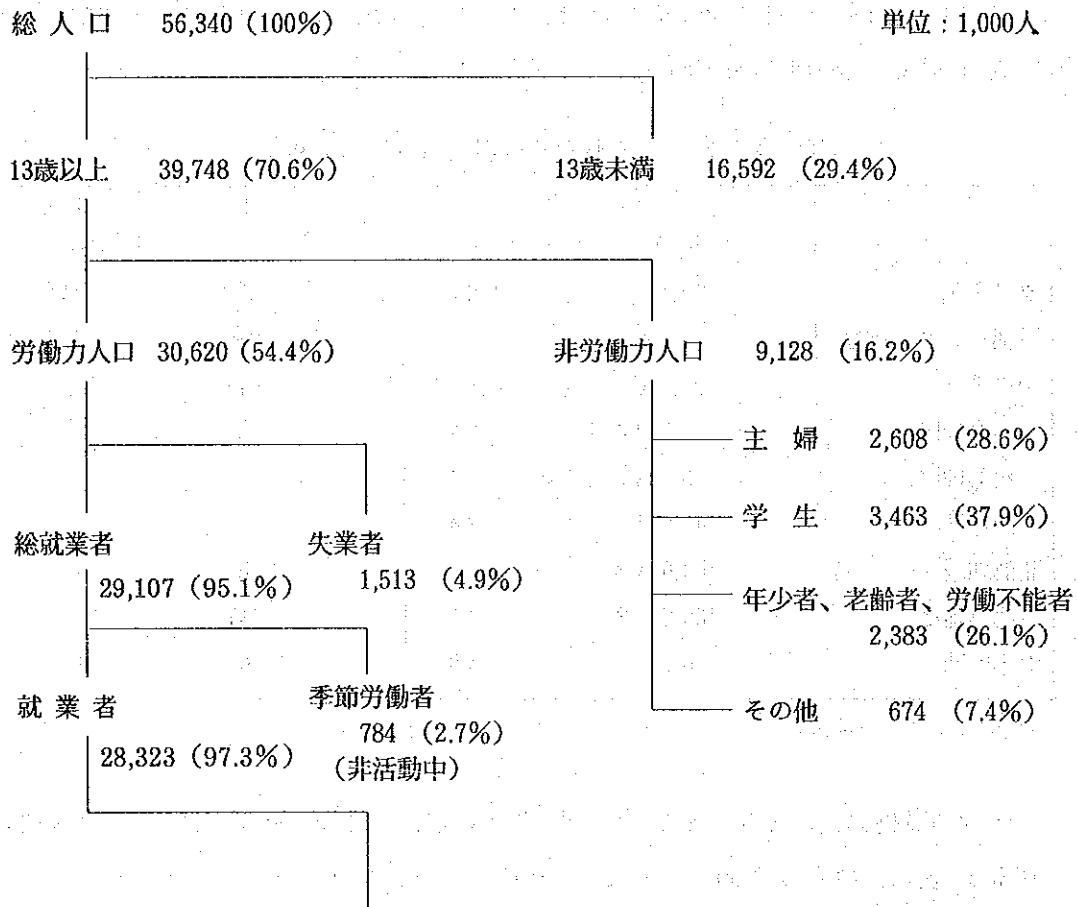 総人口 56,340 (100%) 単位：1,000人
13歳以上 39,748 (70.6%) 13歳未満 16,592 (29.4%)
労働力人口 30,620 (54.4%) 非労働力人口 9,128 (16.2%)
主婦 2,608 (28.6%)
学生 3,463 (37.9%)
総就業者 失業者
29,107 (95.1%) 1,513 (4.9%)
年少者、老齢者、労働不能者
2,383 (26.1%)
就業者 季節労働者
28,323 (97.3%) 784 (2.7%)
(非活動中)
その他 674 (7.4%)